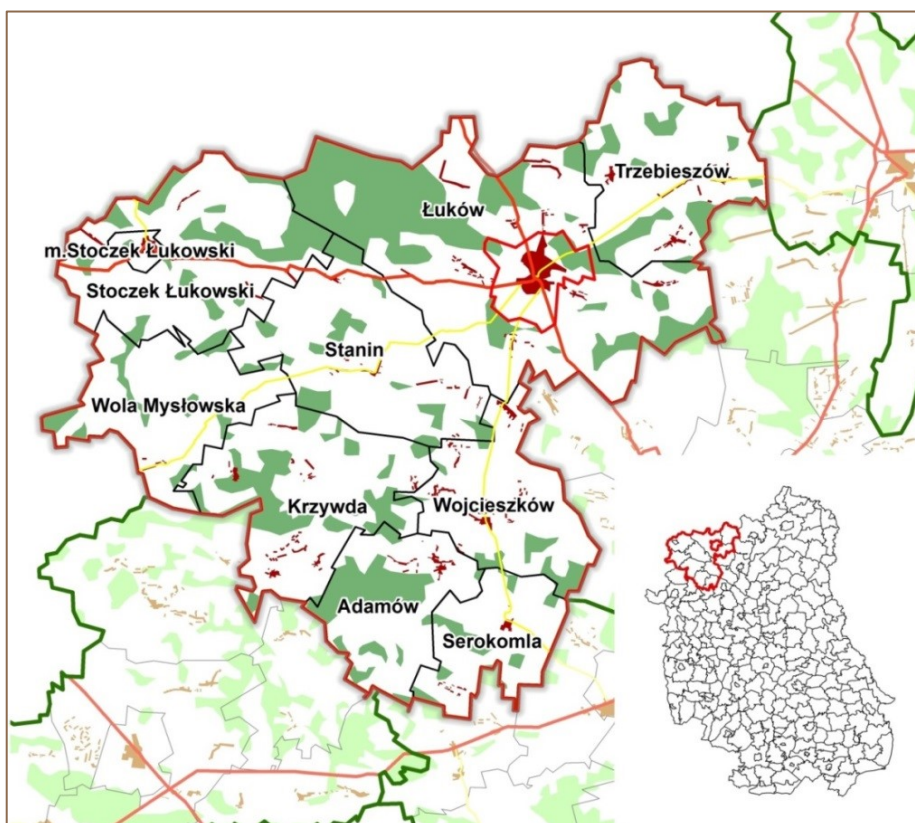 Trzebieszów
Łuków
m.Stoczek Łukowski
Stoczek Łukowski
Stanin
Wola Mysłowska
Krzywda
Wojcieszków
Adamów
Serokomla